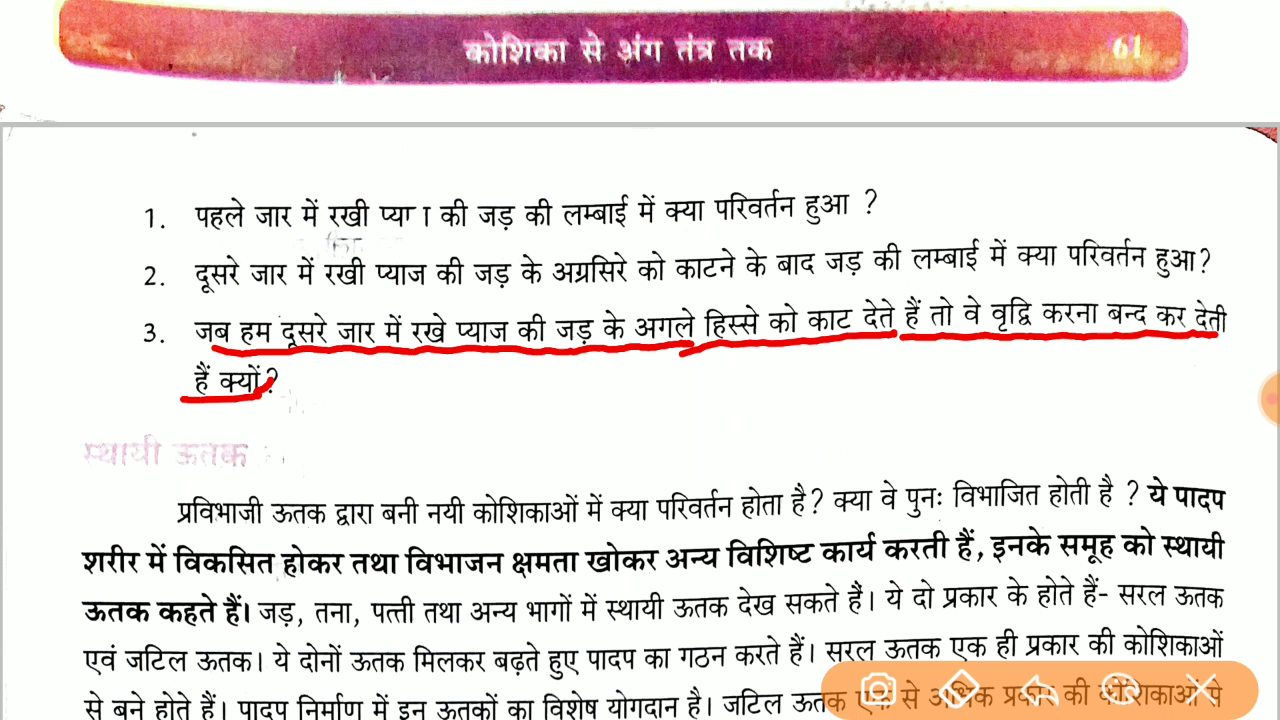 कोशिका से अंग तंत्र तक 61
1. पहले जार में रखी की जड़ की लम्बाई में क्या परिवर्तन हुआ ?
2. दूसरे जार में रखी प्याज की जड़ के अग्रसिरे को काटने के बाद जड़ की लम्बाई में क्या परिवर्तन हुआ?
3. जब हम दूसरे जार में रखे प्याज की जड़ के अगले हिस्से को काट देते हैं तो वे वृद्धि करना बन्द कर देती
हैं क्यों?
स्थायी ऊतक
प्रविभाजी ऊतक द्वारा बनी नयी कोशिकाओं में क्या परिवर्तन होता है? क्या वे पुनः विभाजित होती है ? ये पादप
शरीर में विकसित होकर तथा विभाजन क्षमता खोकर अन्य विशिष्ट कार्य करती हैं, इनके समूह को स्थायी
ऊतक कहते हैं। जड़, तना, पत्ती तथा अन्य भागों में स्थायी ऊतक देख सकते हैं। ये दो प्रकार के होते हैं- सरल ऊतक
एवं जटिल ऊतक। ये दोनों ऊतक मिलकर बढ़ते हुए पादप का गठन करते हैं। सरल ऊतक एक ही प्रकार की कोशिकाओं
से बने होते हैं। पादप निर्माण में इन ऊतकों का विशेष योगदान है। जटिल ऊतक एक से अधिक प्रकार की कोशिकाओं